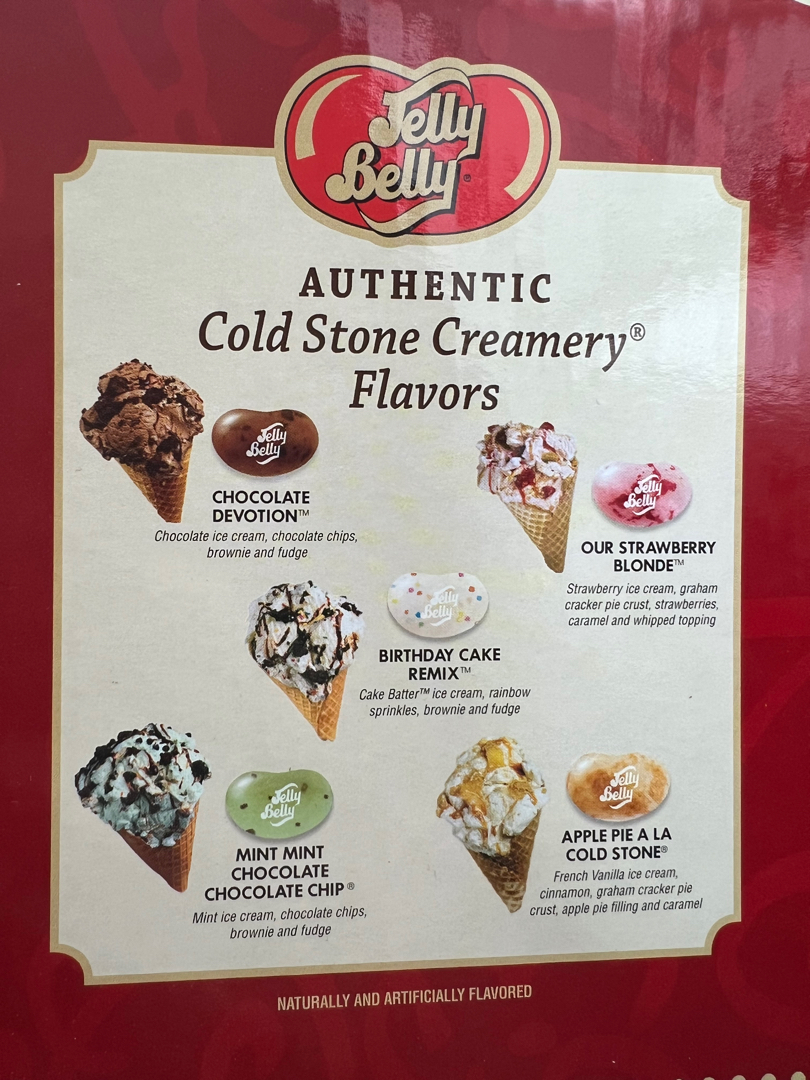 Jelly
Belly®
AUTHENTIC
Cold Stone Creamery®
Flavors
Jelly
Belly
CHOCOLATE
DEVOTION™
Chocolate ice cream, chocolate chips,
brownie and fudge
Jelly
Belly
OUR STRAWBERRY
BLONDE™
Strawberry ice cream, graham
cracker pie crust, strawberries,
caramel and whipped topping
Jelly
Belly
BIRTHDAY CAKE
REMIX™
Cake Batter™ ice cream, rainbow
sprinkles, brownie and fudge
Jelly
Belly
MINT MINT
CHOCOLATE
CHOCOLATE CHIP®
Mint ice cream, chocolate chips,
brownie and fudge
Jelly
Belly
APPLE PIE A LA
COLD STONE®
French Vanilla ice cream,
cinnamon, graham cracker pie
crust, apple pie filling and caramel
NATURALLY AND ARTIFICIALLY FLAVORED